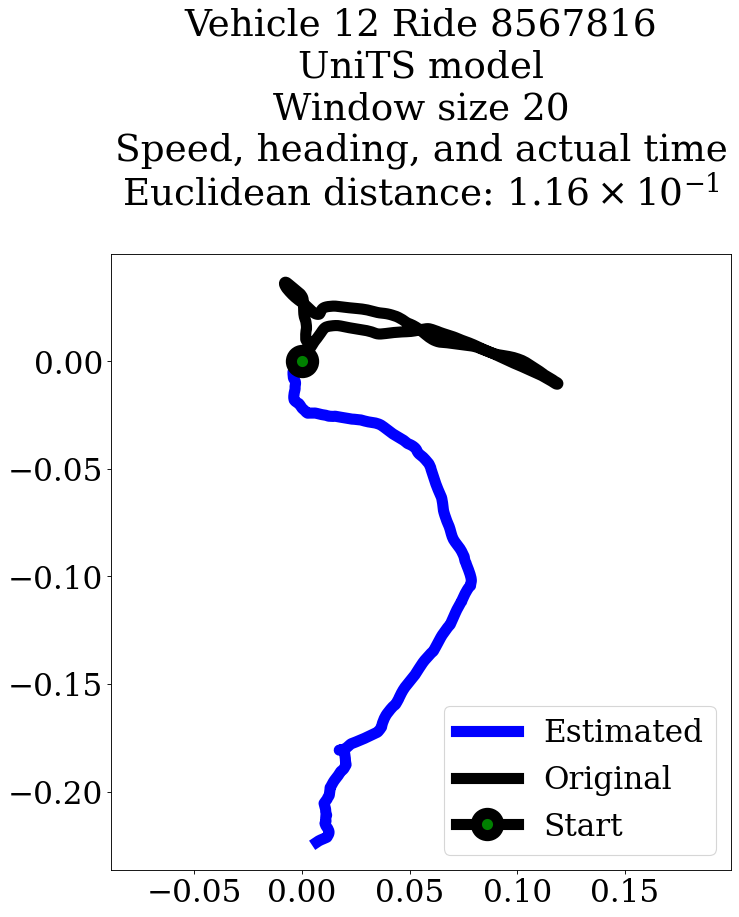 Vehicle 12 Ride 8567816
UniTS model
Window size 20
Speed, heading, and actual time
Euclidean distance: 1.16 × 10⁻¹
0.00
−0.05
−0.10
−0.15
−0.20
Estimated
Original
Start
−0.05 0.00 0.05 0.10 0.15